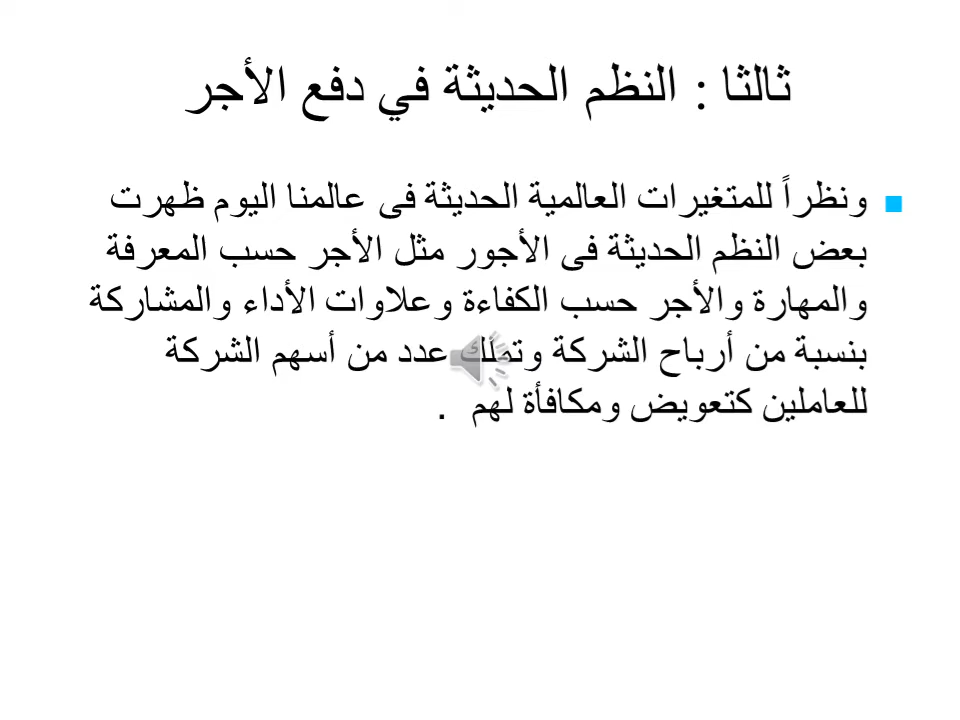 ثالثا : النظم الحديثة في دفع الأجر
ونظراً للمتغيرات العالمية الحديثة فى عالمنا اليوم ظهرت
بعض النظم الحديثة فى الأجور مثل الأجر حسب المعرفة
والمهارة والأجر حسب الكفاءة وعلاوات الأداء والمشاركة
بنسبة من أرباح الشركة وتملك عدد من أسهم الشركة
للعاملين كتعويض ومكافأة لهم .